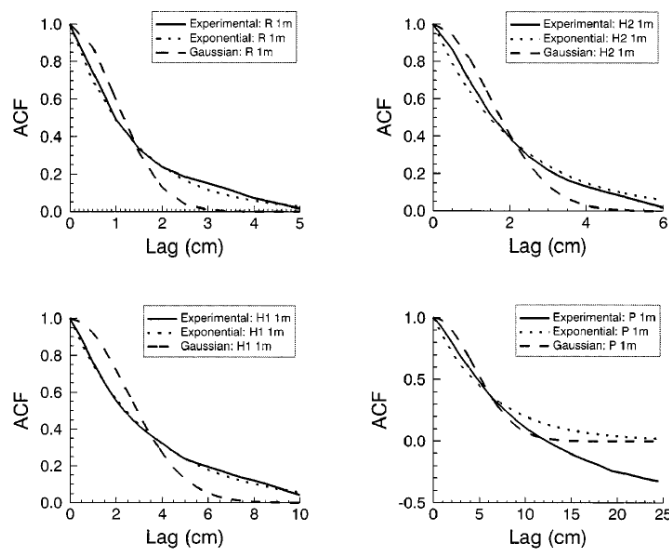 Experimental: R 1m
Exponential: R 1m
Gaussian: R 1m
ACF
1.0
0.8
0.6
0.4
0.2
0.0
0 1 2 3 4 5
Lag (cm)
Experimental: H2 1m
Exponential: H2 1m
Gaussian: H2 1m
ACF
1.0
0.8
0.6
0.4
0.2
0.0
0 2 4 6
Lag (cm)
Experimental: H1 1m
Exponential: H1 1m
Gaussian: H1 1m
ACF
1.0
0.8
0.6
0.4
0.2
0.0
0 2 4 6 8 10
Lag (cm)
Experimental: P 1m
Exponential: P 1m
Gaussian: P 1m
ACF
1.0
0.5
0.0
-0.5
0 5 10 15 20 25
Lag (cm)